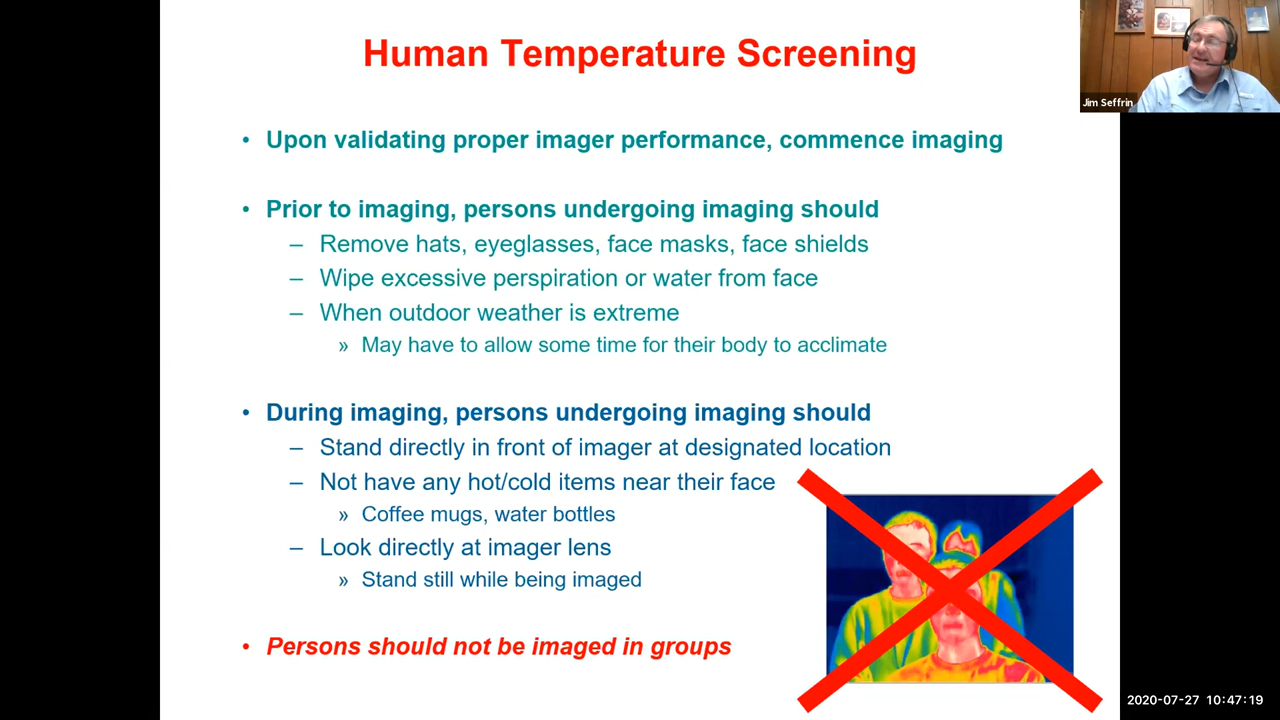 Human Temperature Screening
Jim Seffrin
• Upon validating proper imager performance, commence imaging
• Prior to imaging, persons undergoing imaging should
– Remove hats, eyeglasses, face masks, face shields
– Wipe excessive perspiration or water from face
– When outdoor weather is extreme
» May have to allow some time for their body to acclimate
• During imaging, persons undergoing imaging should
– Stand directly in front of imager at designated location
– Not have any hot/cold items near their face
» Coffee mugs, water bottles
– Look directly at imager lens
» Stand still while being imaged
• Persons should not be imaged in groups
2020-07-27 10:47:19